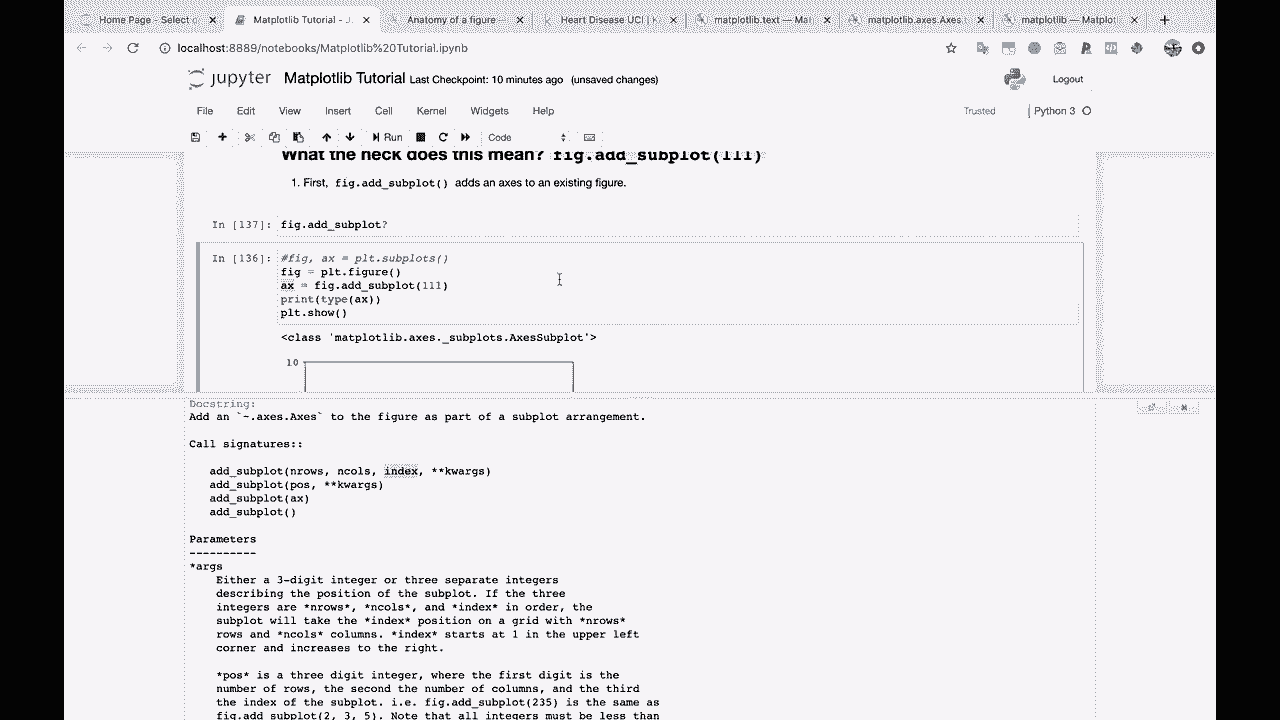 Home Page - Select o
Matplotlib Tutorial - J
Anatomy of a figure —
Heart Disease UCI | K
matplotlib.text — Mat
matplotlib.axes.Axes.
matplotlib — Matplot
localhost:8889/notebooks/Matplotlib%20Tutorial.ipynb
jupyter Matplotlib Tutorial Last Checkpoint: 10 minutes ago (unsaved changes)
Logout
File Edit View Insert Cell Kernel Widgets Help
Trusted
Python 3
Run
Code
What the heck does this mean? fig.add_subplot(111)
1. First, fig.add_subplot() adds an axes to an existing figure.
In [137]: fig.add_subplot?
In [136]: #fig, ax = plt.subplots()
fig = plt.figure()
ax = fig.add_subplot(111)
print(type(ax))
plt.show()
<class 'matplotlib.axes._subplots.AxesSubplot'>
10
Docstring:
Add an `~.axes.Axes` to the figure as part of a subplot arrangement.
Call signatures::
add_subplot(nrows, ncols, index, **kwargs)
add_subplot(pos, **kwargs)
add_subplot(ax)
add_subplot()
Parameters
----------
*args
Either a 3-digit integer or three separate integers
describing the position of the subplot. If the three
integers are *nrows*, *ncols*, and *index* in order, the
subplot will take the *index* position on a grid with *nrows*
rows and *ncols* columns. *index* starts at 1 in the upper left
corner and increases to the right.
*pos* is a three digit integer, where the first digit is the
number of rows, the second the number of columns, and the third
the index of the subplot. i.e. fig.add_subplot(235) is the same as
fig.add_subplot(2, 3, 5). Note that all integers must be less than